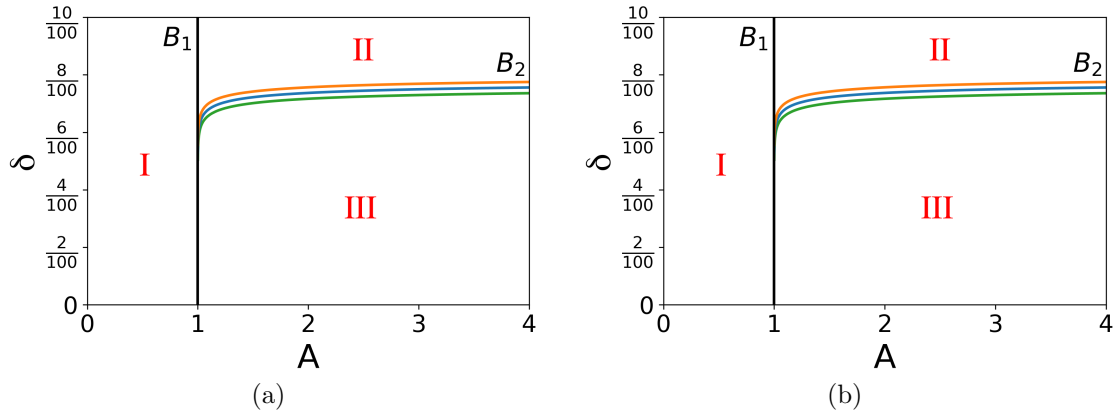 10/100
8/100
6/100
4/100
2/100
0
δ
B₁
B₂
I
II
III
0 1 2 3 4
A
(a)
10/100
8/100
6/100
4/100
2/100
0
δ
B₁
B₂
I
II
III
0 1 2 3 4
A
(b)